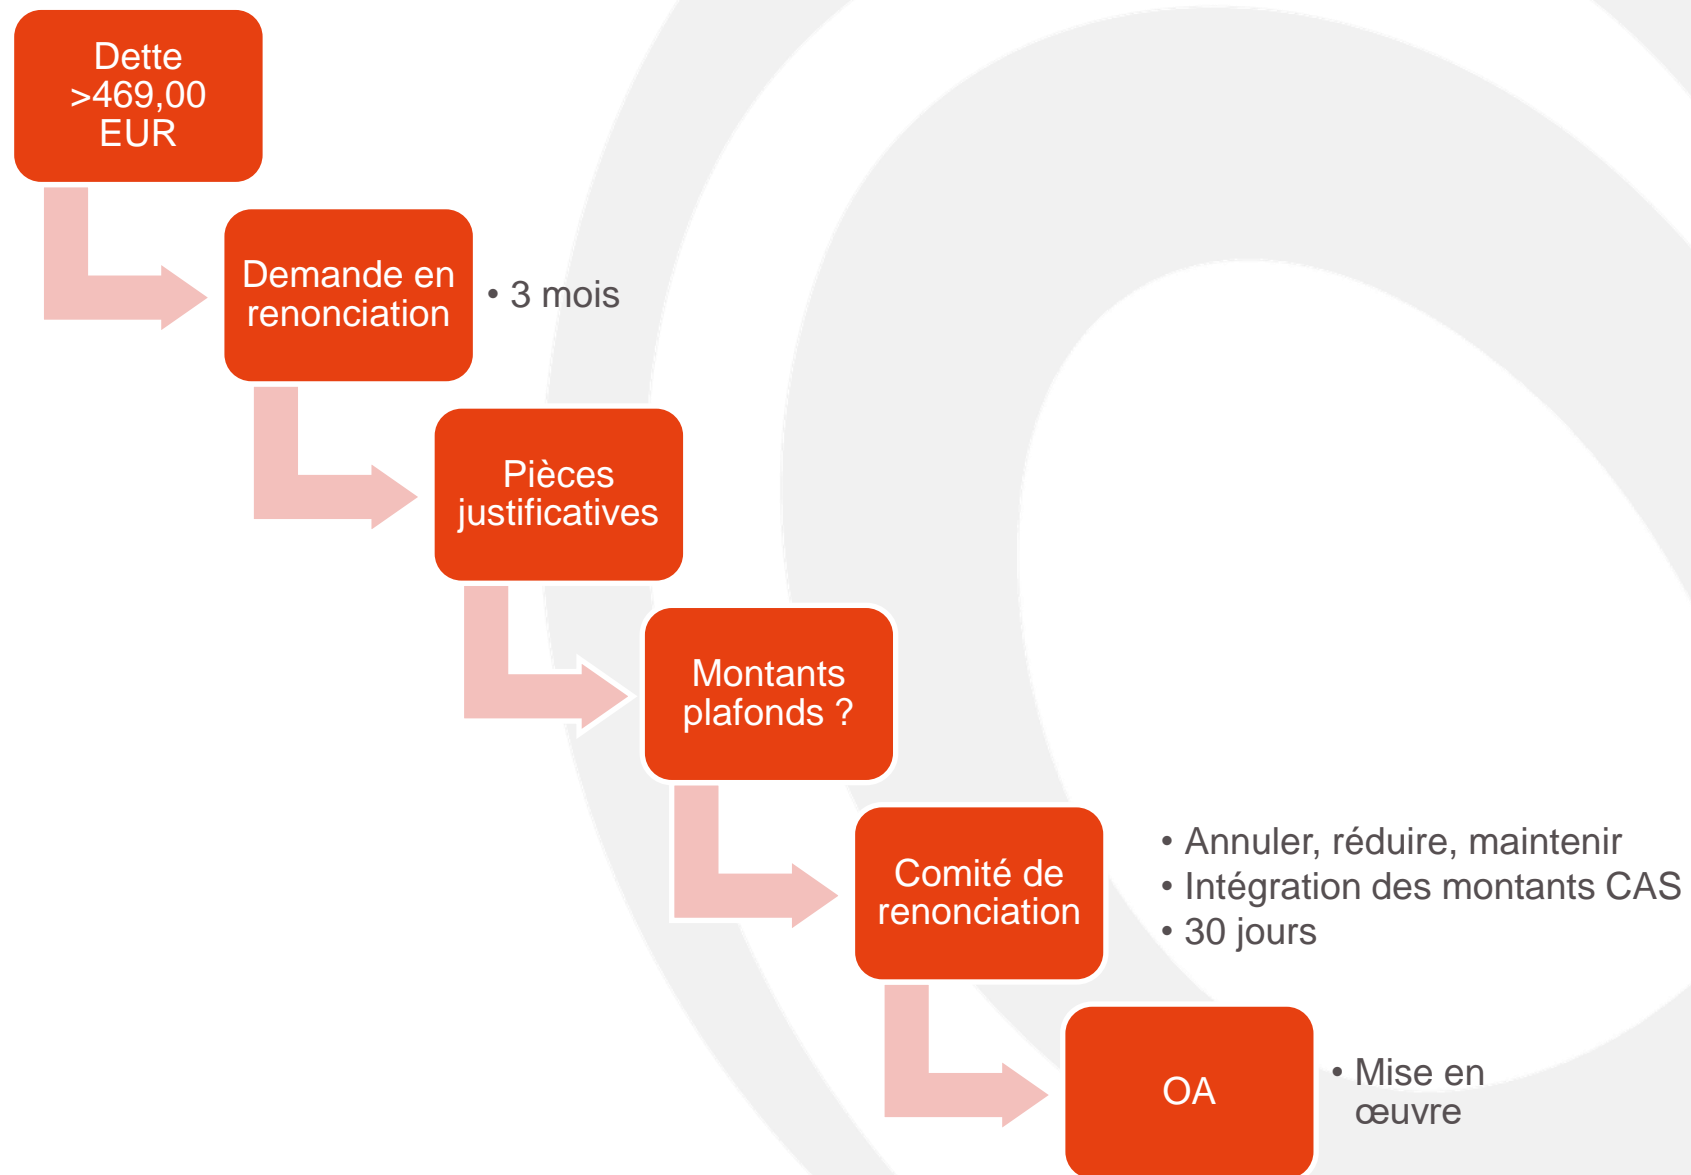 Dette
>469,00
EUR
Demande en
renonciation
• 3 mois
Pièces
justificatives
Montants
plafonds ?
Comité de
renonciation
• Annuler, réduire, maintenir
• Intégration des montants CAS
• 30 jours
OA
• Mise en
œuvre